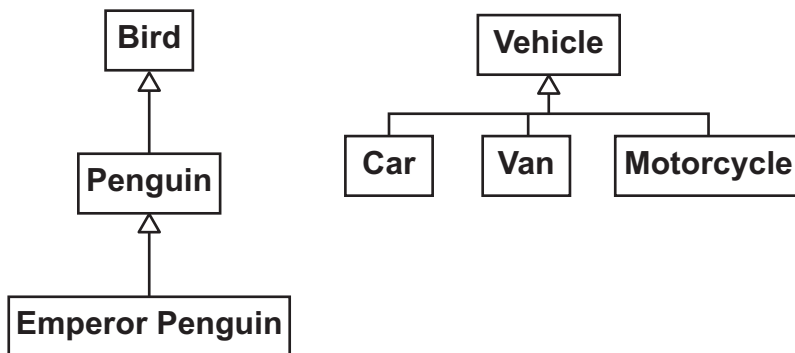 Bird
Penguin
Emperor Penguin
Vehicle
Car
Van
Motorcycle